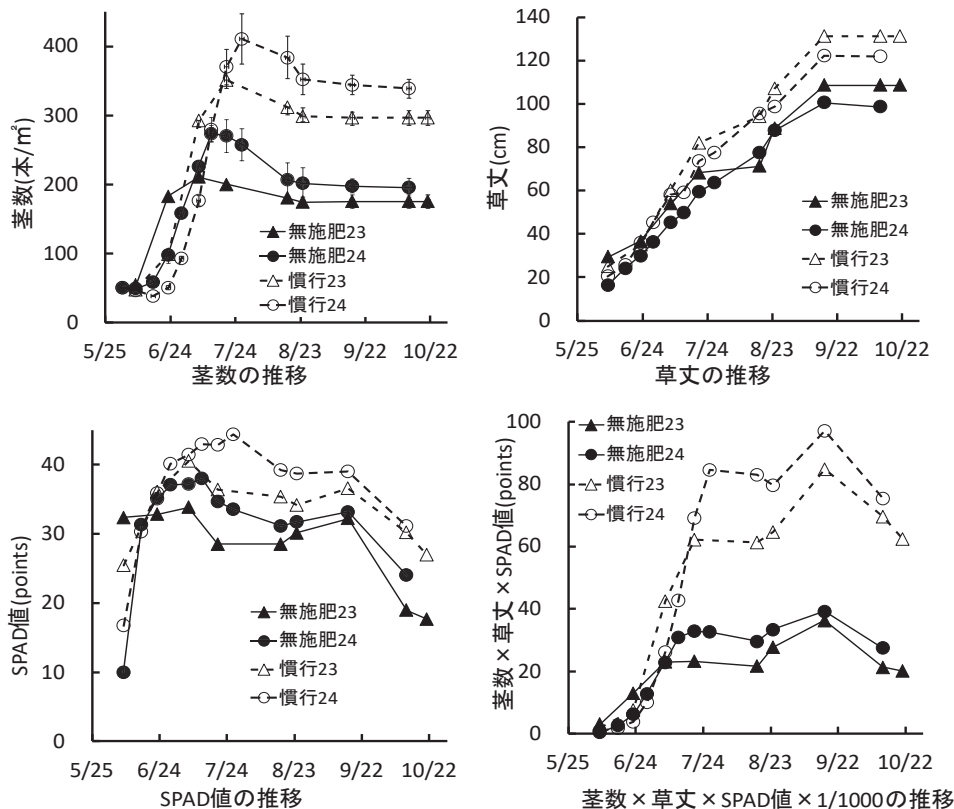 茎数(本/㎡)
400
300
200
100
0
無施肥23
無施肥24
慣行23
慣行24
5/25 6/24 7/24 8/23 9/22 10/22
茎数の推移
草丈(cm)
140
120
100
80
60
40
20
0
無施肥23
無施肥24
慣行23
慣行24
5/25 6/24 7/24 8/23 9/22 10/22
草丈の推移
SPAD値(points)
40
30
20
10
0
無施肥23
無施肥24
慣行23
慣行24
5/25 6/24 7/24 8/23 9/22 10/22
SPAD値の推移
茎数×草丈×SPAD値(points)
100
80
60
40
20
0
無施肥23
無施肥24
慣行23
慣行24
5/25 6/24 7/24 8/23 9/22 10/22
茎数×草丈×SPAD値×1/1000の推移